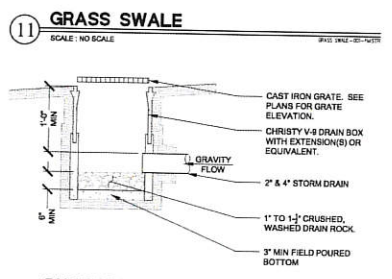 11
GRASS SWALE
SCALE : NO SCALE
CAST IRON GRATE. SEE
PLANS FOR GRATE
ELEVATION.
CHRISTY V-9 DRAIN BOX
WITH EXTENSION(S) OR
EQUIVALENT.
1'-0"
MIN
GRAVITY
FLOW
2" & 4" STORM DRAIN
6"
MIN
1" TO 1-½" CRUSHED,
WASHED DRAIN ROCK.
3" MIN FIELD POURED
BOTTOM